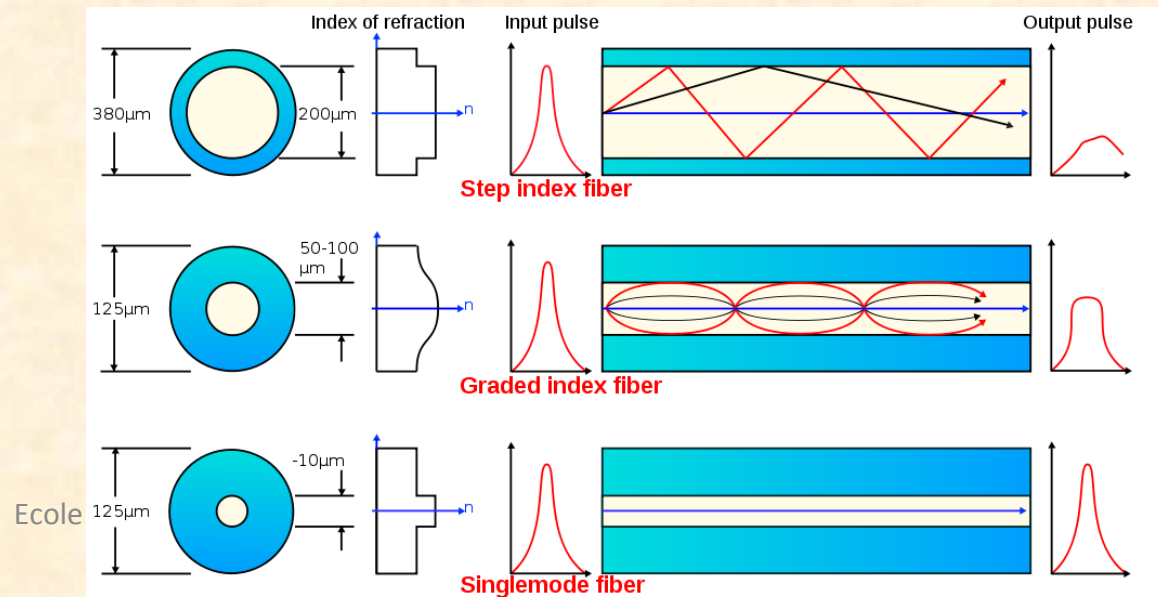 Index of refraction
Input pulse
Output pulse
380µm
200µm
n
Step index fiber
50-100
µm
125µm
n
Graded index fiber
-10µm
Ecole
125µm
n
Singlemode fiber